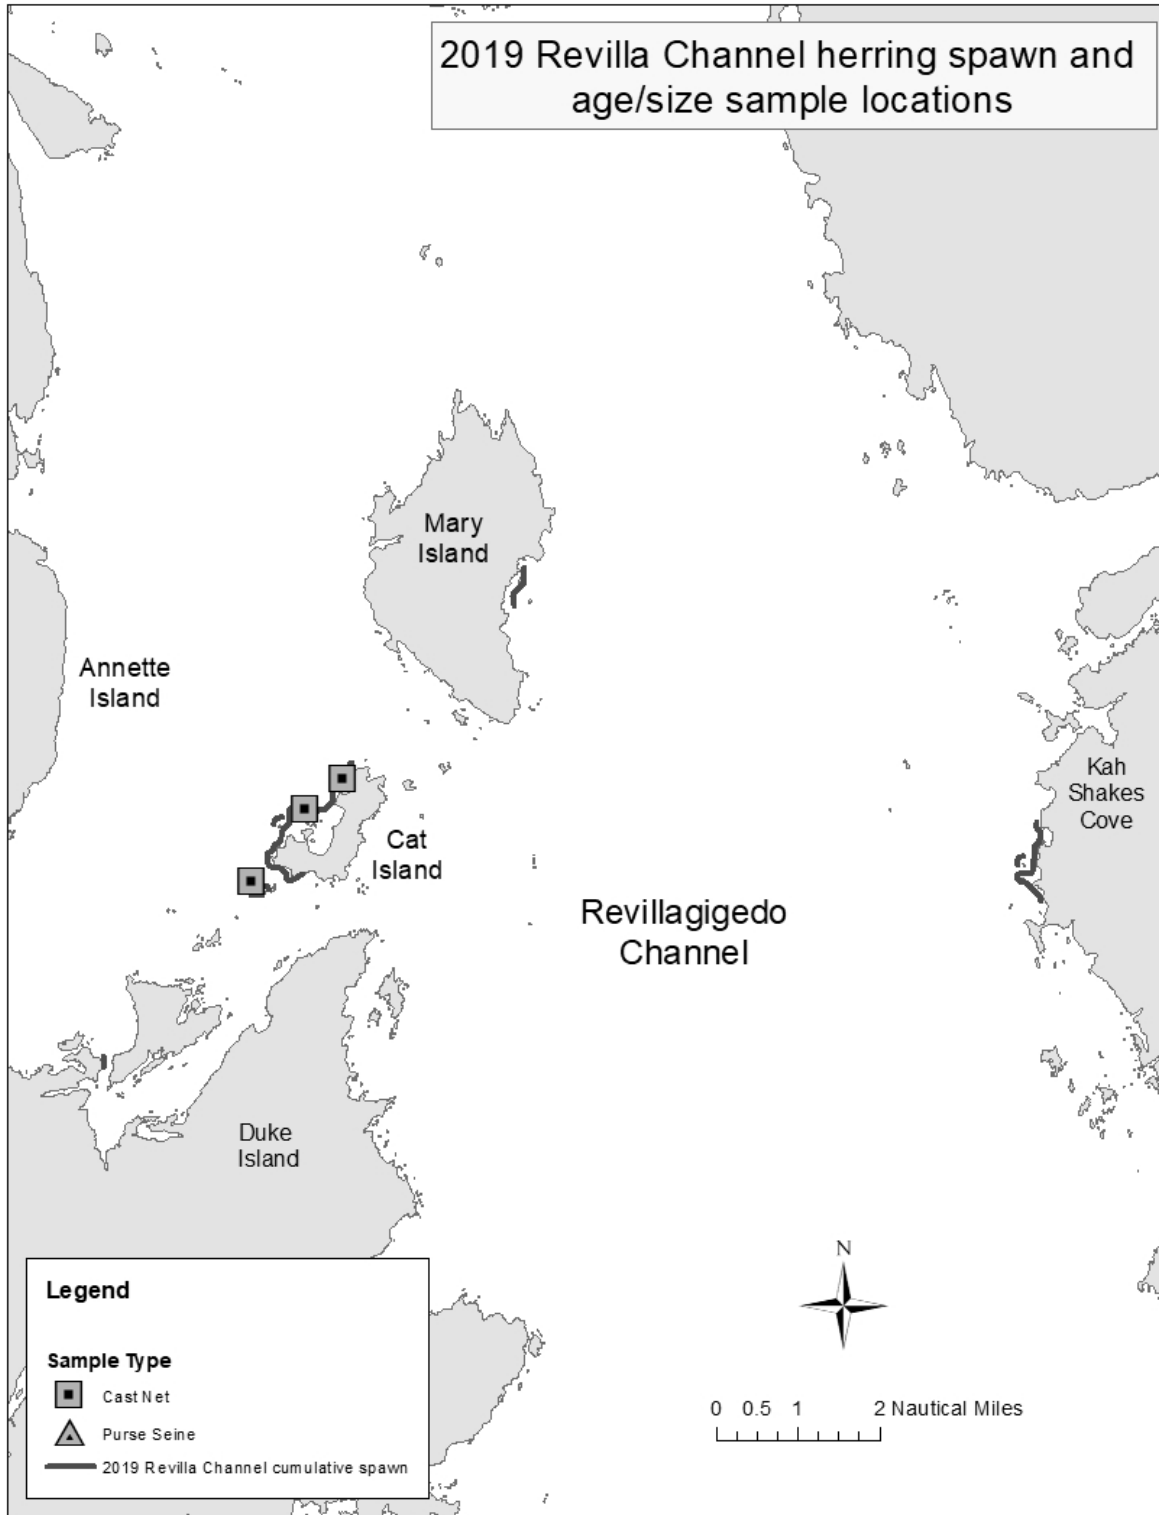 2019 Revilla Channel herring spawn and
age/size sample locations
Mary
Island
Annette
Island
Kah
Shakes
Cove
Cat
Island
Revillagigedo
Channel
Duke
Island
N
0 0.5 1 2 Nautical Miles
Legend
Sample Type
Cast Net
Purse Seine
2019 Revilla Channel cumulative spawn